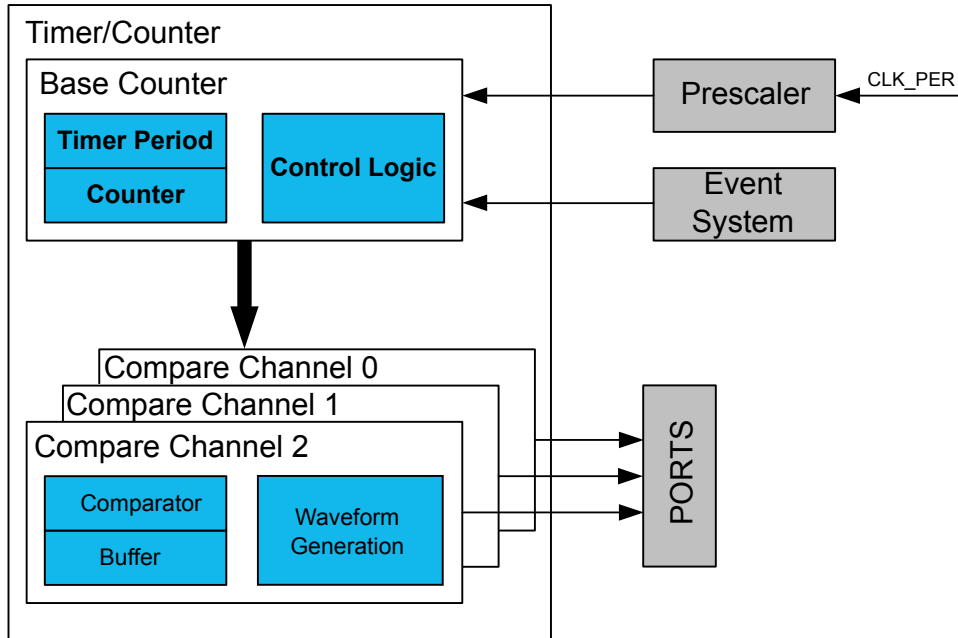 Timer/Counter
Base Counter
Timer Period
Counter
Control Logic
Prescaler
CLK_PER
Event
System
Compare Channel 0
Compare Channel 1
Compare Channel 2
Comparator
Buffer
Waveform
Generation
PORTS